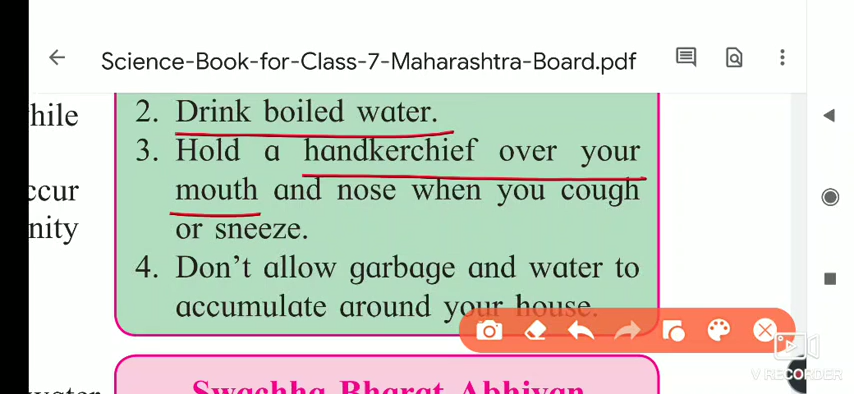 Science-Book-for-Class-7-Maharashtra-Board.pdf
hile
ccur
nity
2. Drink boiled water.
3. Hold a handkerchief over your
mouth and nose when you cough
or sneeze.
4. Don't allow garbage and water to
accumulate around your house.
Swachha Bharat Abhiyan
water
V RECORDER